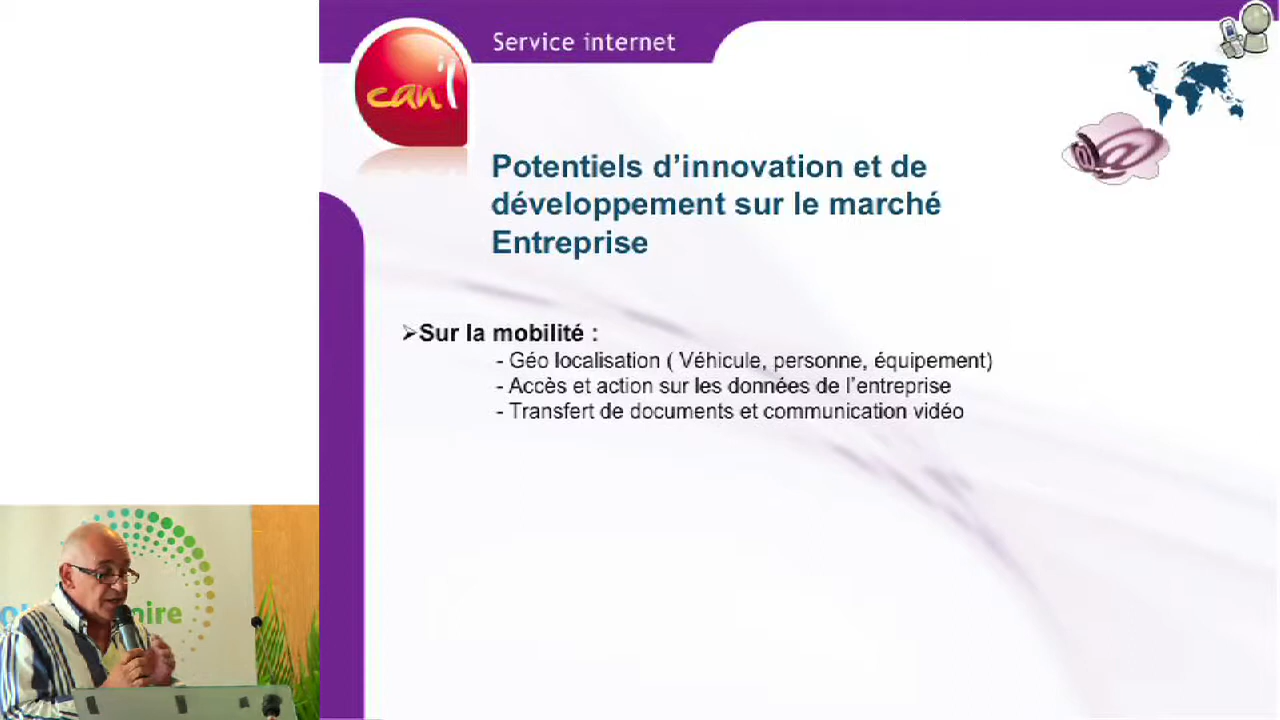 Service internet
can'l
Potentiels d'innovation et de
développement sur le marché
Entreprise
➢Sur la mobilité :
- Géo localisation ( Véhicule, personne, équipement)
- Accès et action sur les données de l'entreprise
- Transfert de documents et communication vidéo
oire